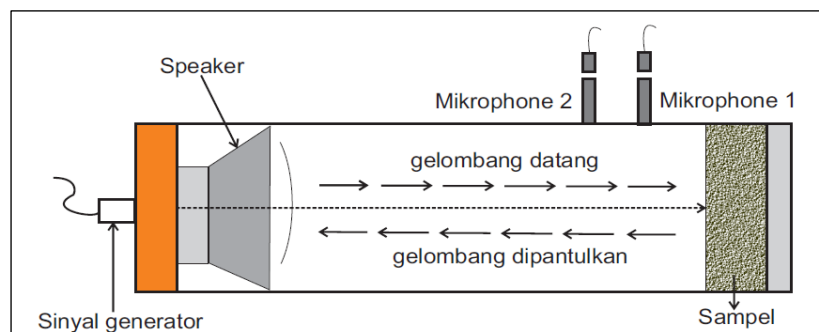 Speaker
Mikrophone 2
Mikrophone 1
gelombang datang
gelombang dipantulkan
Sinyal generator
Sampel